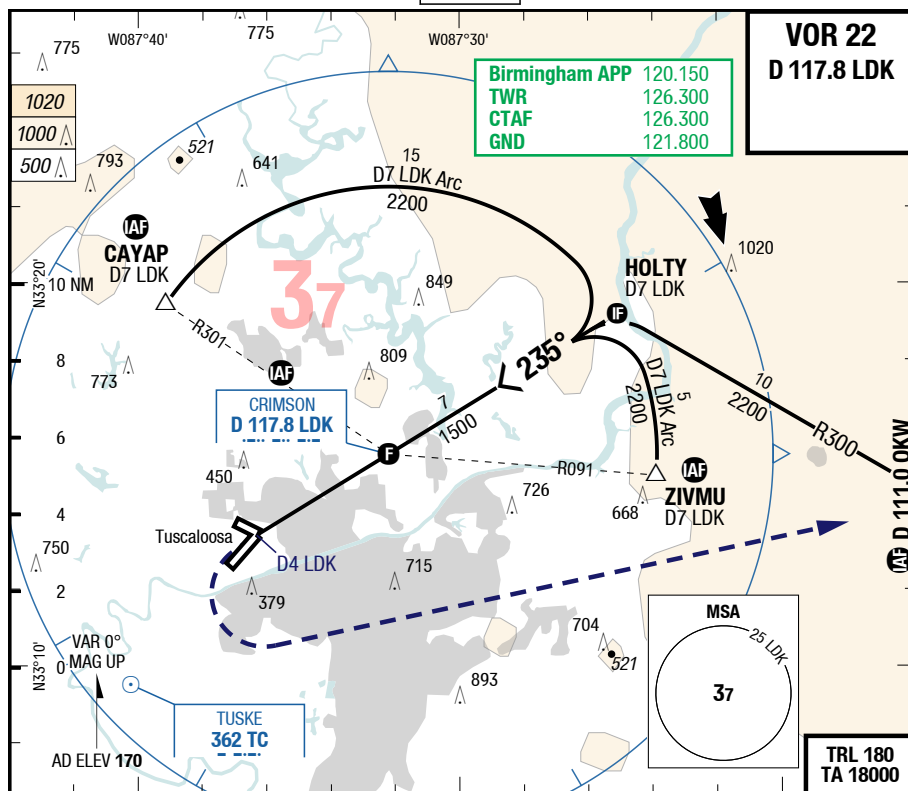 775
W087°40'
775
W087°30'
VOR 22
D 117.8 LDK
Birmingham APP 120.150
TWR 126.300
CTAF 126.300
GND 121.800
1020
1000
500
793
521
641
15
D7 LDK Arc
2200
IAF
CAYAP
D7 LDK
1020
HOLTY
D7 LDK
N33°20'
10 NM
37
849
IF
R301
235°
8
773
IAF
809
D7 LDK Arc
5
2200
10
2200
CRIMSON
D 117.8 LDK
7
1500
R300
6
F
450
R091
IAF
ZIVMU
D7 LDK
726
668
IAF D 111.0 OKW
4
Tuscaloosa
D4 LDK
750
2
379
715
VAR 0°
MAG UP
N33°10'
0
704
521
MSA
25 LDK
37
893
TUSKE
362 TC
AD ELEV 170
TRL 180
TA 18000